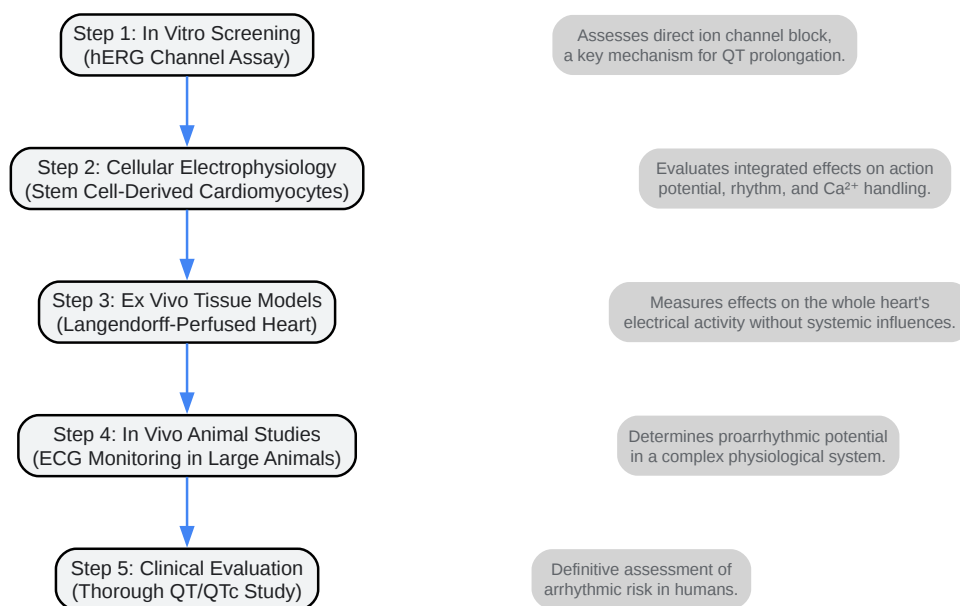 Step 1: In Vitro Screening
(hERG Channel Assay)
Assesses direct ion channel block,
a key mechanism for QT prolongation.
Step 2: Cellular Electrophysiology
(Stem Cell-Derived Cardiomyocytes)
Evaluates integrated effects on action
potential, rhythm, and Ca²⁺ handling.
Step 3: Ex Vivo Tissue Models
(Langendorff-Perfused Heart)
Measures effects on the whole heart's
electrical activity without systemic influences.
Step 4: In Vivo Animal Studies
(ECG Monitoring in Large Animals)
Determines proarrhythmic potential
in a complex physiological system.
Step 5: Clinical Evaluation
(Thorough QT/QTc Study)
Definitive assessment of
arrhythmic risk in humans.